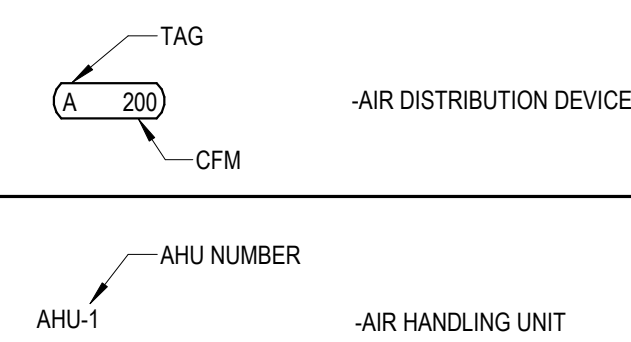 TAG
A 200 -AIR DISTRIBUTION DEVICE
CFM
AHU NUMBER
AHU-1 -AIR HANDLING UNIT